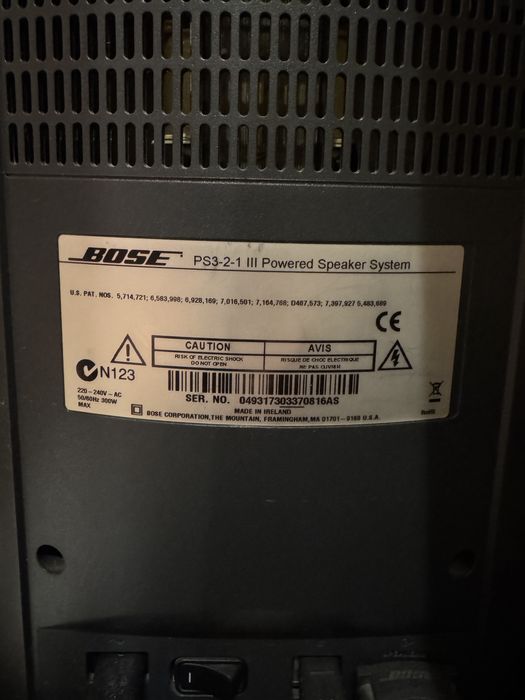 BOSE PS3-2-1 III Powered Speaker System
U.S. PAT. NOS. 5,714,721; 6,583,998; 6,928,169; 7,016,501; 7,164,768; D487,573; 7,397,927 5,483,689
CE
CAUTION AVIS
RISK OF ELECTRIC SHOCK RISQUE DE CHOC ELECTRIQUE
DO NOT OPEN NE PAS OUVRIR
N123
220-240V~AC
50/60Hz 300W
MAX
SER. NO. 049317303370816AS
MADE IN IRELAND
BOSE CORPORATION, THE MOUNTAIN, FRAMINGHAM, MA 01701-9168 U.S.A.
RoHS
BOSE